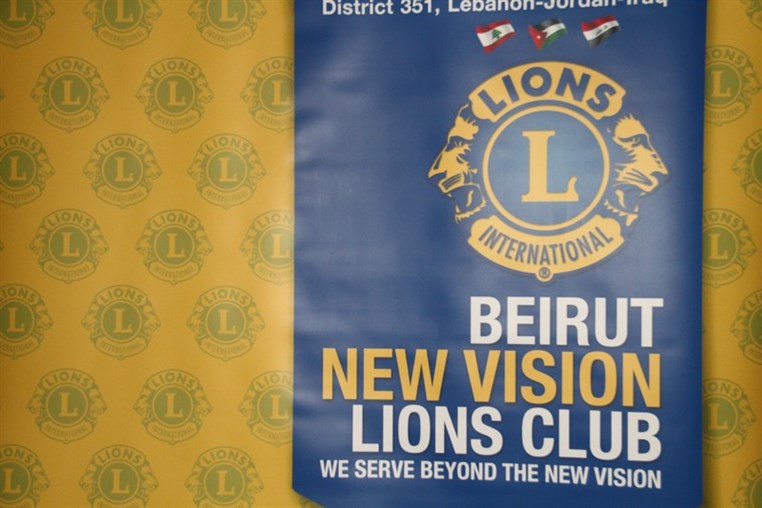 District 351, Lebanon-Jordan-Iraq
LIONS
L
INTERNATIONAL
®
BEIRUT
NEW VISION
LIONS CLUB
WE SERVE BEYOND THE NEW VISION